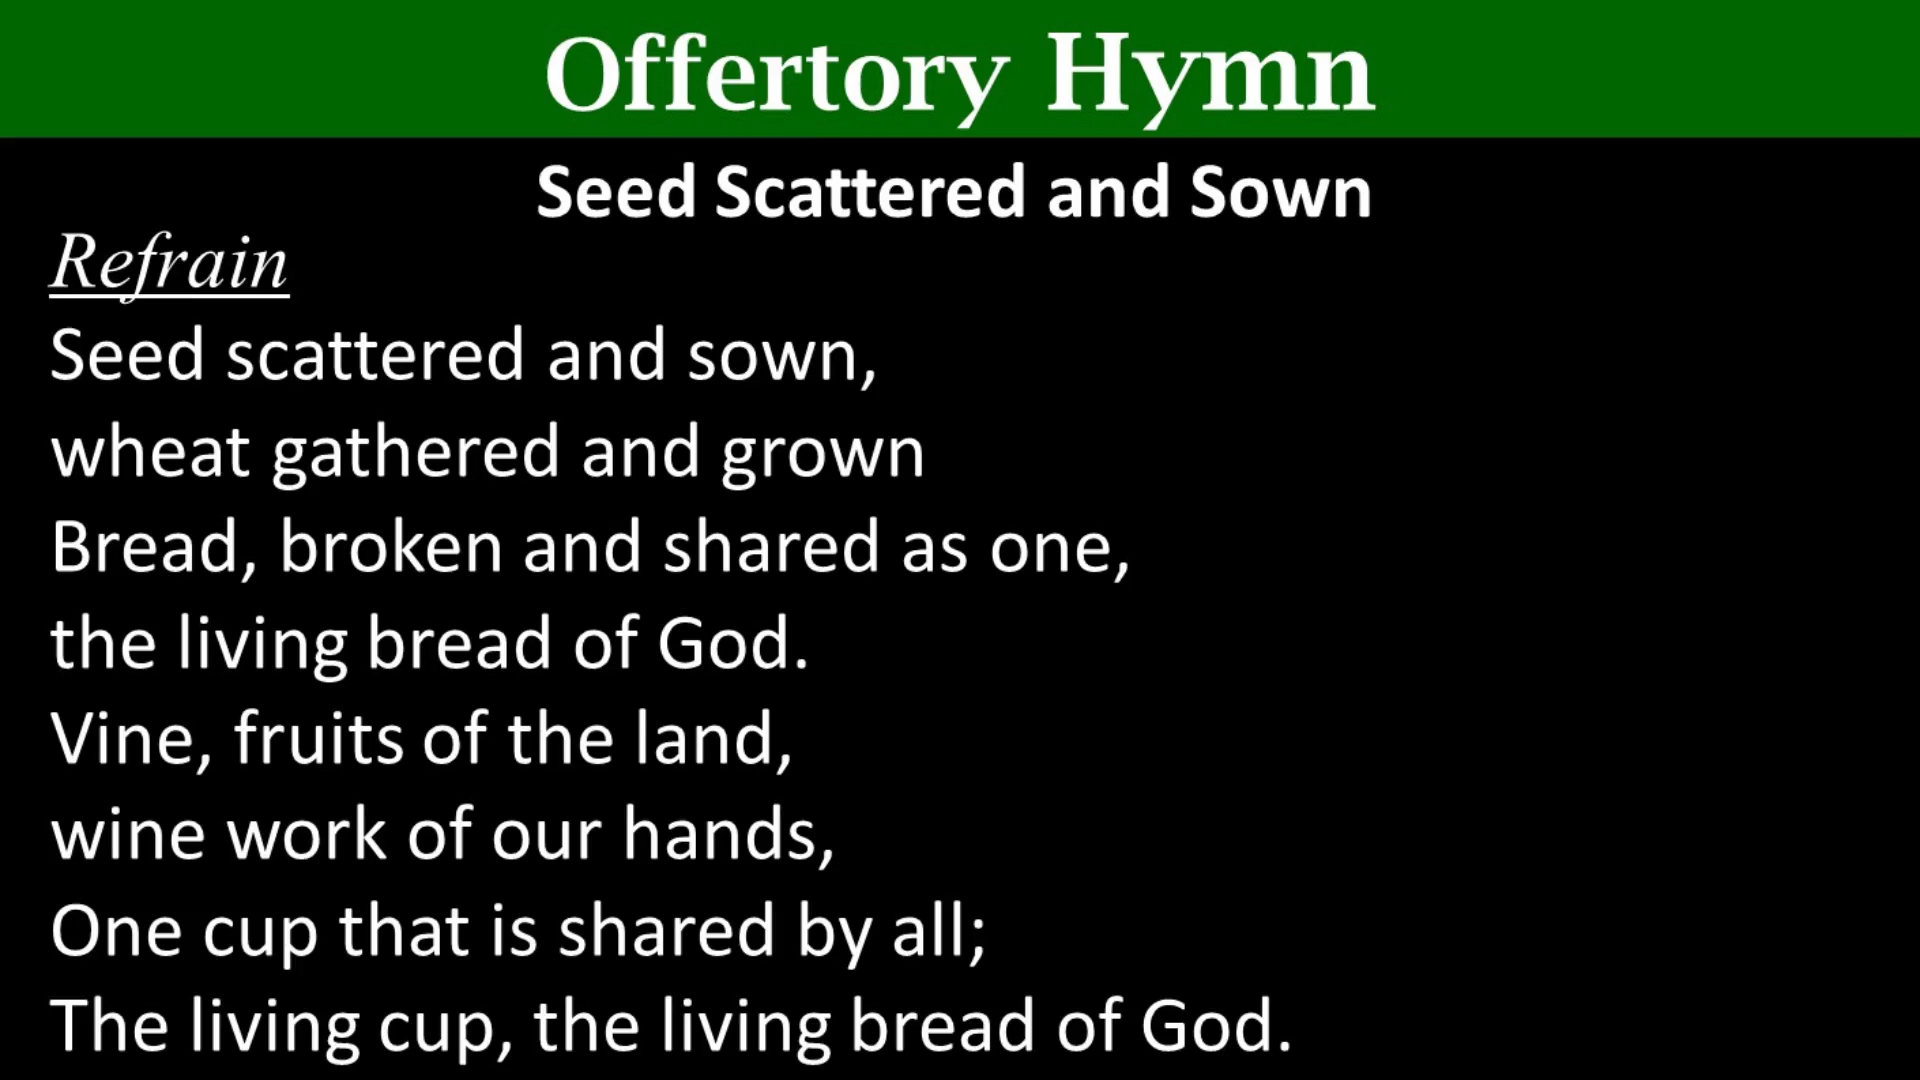 Offertory Hymn
Seed Scattered and Sown
Refrain
Seed scattered and sown,
wheat gathered and grown
Bread, broken and shared as one,
the living bread of God.
Vine, fruits of the land,
wine work of our hands,
One cup that is shared by all;
The living cup, the living bread of God.